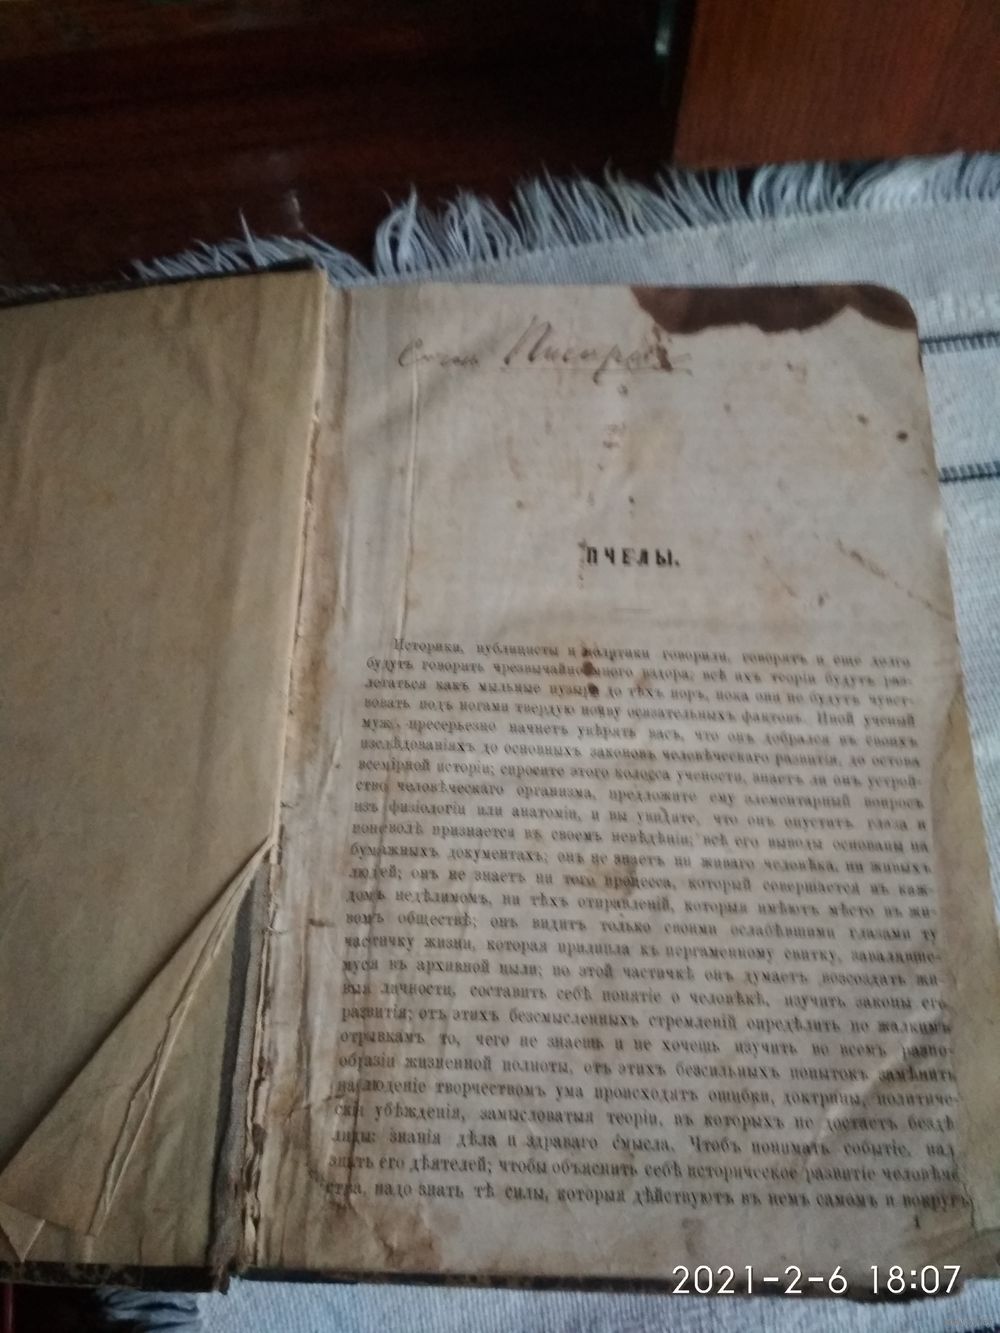 Сочин. Писарева
ПЧЕЛЫ.
Историки, публицисты и политики говорили, говорятъ и еще долго
будутъ говорить чрезвычайно много вздора; всѣ ихъ теоріи будутъ раз-
летаться какъ мыльные пузыри до тѣхъ поръ, пока они не будутъ чувст-
вовать подъ ногами твердую почву осязательныхъ фактовъ. Иной ученый
мужъ пресерьезно начнетъ увѣрять васъ, что онъ добрался въ своихъ
изслѣдованіяхъ до основныхъ законовъ человѣческаго развитія, до остова
всемірной исторіи; спросите этого колосса учености, знаетъ ли онъ устрой-
ство человѣческаго организма, предложите ему элементарный вопросъ
изъ физіологіи или анатоміи, и вы увидите, что онъ опуститъ глаза и
поневолѣ признается въ своемъ невѣдѣніи; всѣ его выводы основаны на
бумажныхъ документахъ; онъ не знаетъ ни живаго человѣка, ни живыхъ
людей; онъ не знаетъ ни того процесса, который совершается въ каж-
домъ недѣлимомъ, ни тѣхъ отправленій, которыя имѣютъ мѣсто въ жи-
вомъ обществѣ; онъ видитъ только своими ослабѣвшими глазами ту
частичку жизни, которая прилипла къ пергаменному свитку, завалявше-
муся въ архивной пыли; по этой частичкѣ онъ думаетъ возсоздать жи-
выя личности, составить себѣ понятіе о человѣкѣ, изучить законы его
развитія; отъ этихъ безсмысленныхъ стремленій опредѣлить по жалкимъ
отрывкамъ то, чего не знаешь и не хочешь изучить во всемъ разно-
образіи жизненной полноты, отъ этихъ безсильныхъ попытокъ замѣнить
наблюденіе творчествомъ ума происходятъ ошибки, доктрины, политиче-
скія убѣжденія, замысловатыя теоріи, въ которыхъ не достаетъ бездѣ
лицы: знанія дѣла и здраваго смысла. Чтобъ понимать событіе, над
знать его дѣятелей; чтобы объяснить себѣ историческое развитіе человѣче
ства, надо знать тѣ силы, которыя дѣйствуютъ въ немъ самомъ и вокругъ
1
2021-2-6 18:07